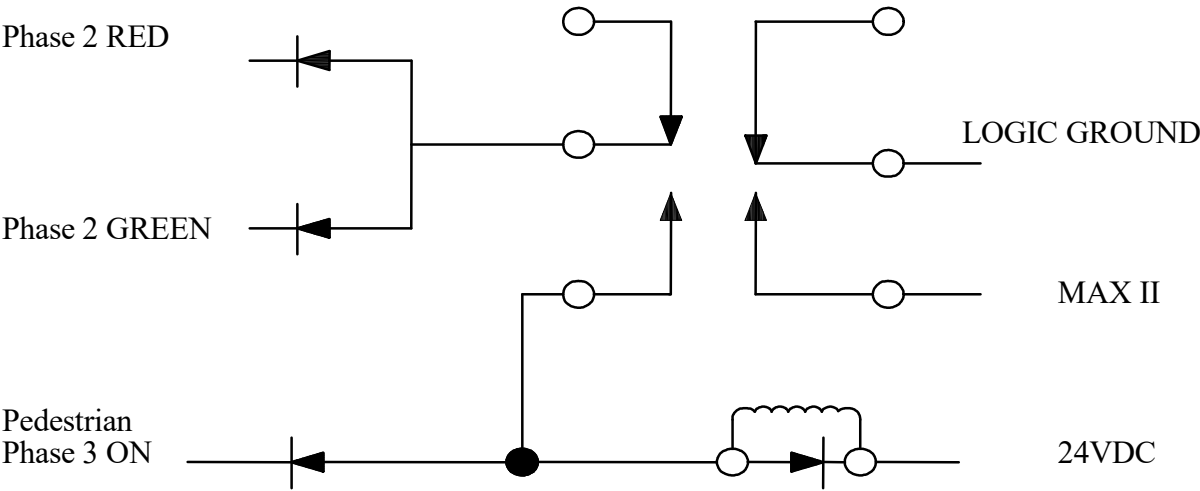 Phase 2 RED
LOGIC GROUND
Phase 2 GREEN
MAX II
Pedestrian
Phase 3 ON
24VDC